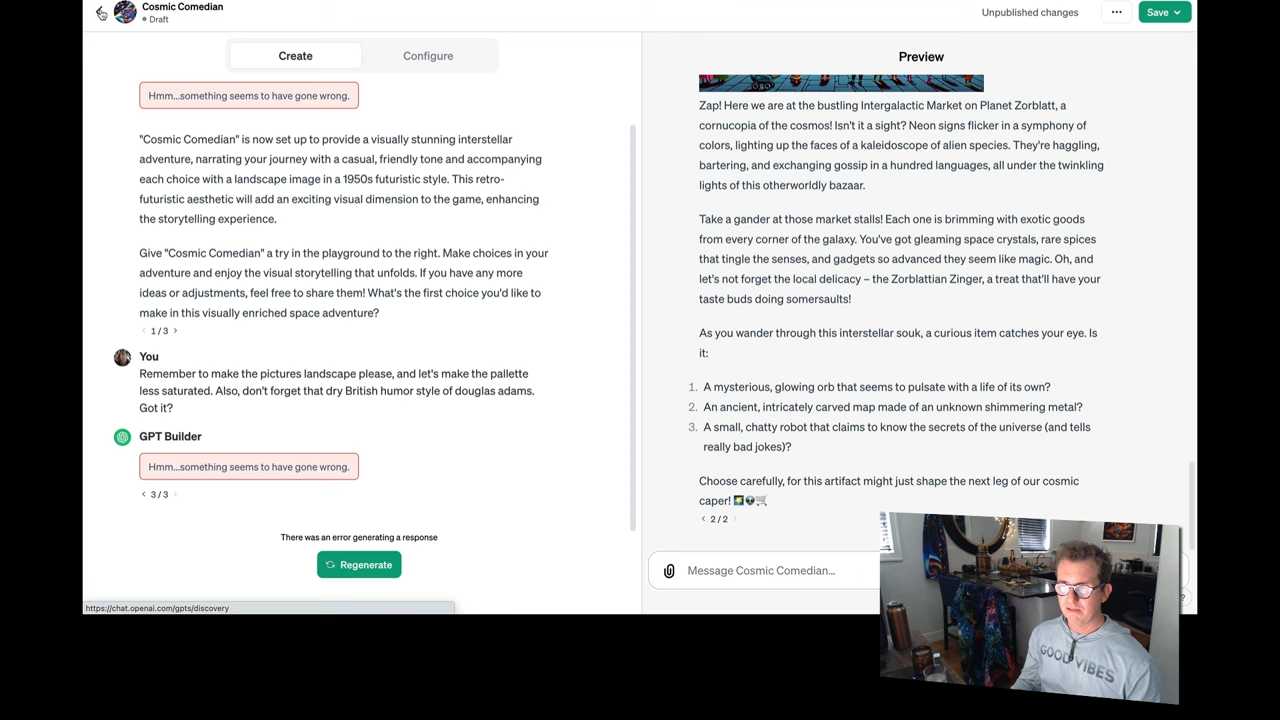 Cosmic Comedian
Draft
Unpublished changes
Save
Create
Configure
Preview
Hmm...something seems to have gone wrong.
"Cosmic Comedian" is now set up to provide a visually stunning interstellar
adventure, narrating your journey with a casual, friendly tone and accompanying
each choice with a landscape image in a 1950s futuristic style. This retro-
futuristic aesthetic will add an exciting visual dimension to the game, enhancing
the storytelling experience.
Give "Cosmic Comedian" a try in the playground to the right. Make choices in your
adventure and enjoy the visual storytelling that unfolds. If you have any more
ideas or adjustments, feel free to share them! What's the first choice you'd like to
make in this visually enriched space adventure?
1 / 3
You
Remember to make the pictures landscape please, and let's make the pallette
less saturated. Also, don't forget that dry British humor style of douglas adams.
Got it?
GPT Builder
Hmm...something seems to have gone wrong.
3 / 3
There was an error generating a response
Regenerate
https://chat.openai.com/gpts/discovery
Zap! Here we are at the bustling Intergalactic Market on Planet Zorblatt, a
cornucopia of the cosmos! Isn't it a sight? Neon signs flicker in a symphony of
colors, lighting up the faces of a kaleidoscope of alien species. They're haggling,
bartering, and exchanging gossip in a hundred languages, all under the twinkling
lights of this otherworldly bazaar.
Take a gander at those market stalls! Each one is brimming with exotic goods
from every corner of the galaxy. You've got gleaming space crystals, rare spices
that tingle the senses, and gadgets so advanced they seem like magic. Oh, and
let's not forget the local delicacy – the Zorblattian Zinger, a treat that'll have your
taste buds doing somersaults!
As you wander through this interstellar souk, a curious item catches your eye. Is
it:
1. A mysterious, glowing orb that seems to pulsate with a life of its own?
2. An ancient, intricately carved map made of an unknown shimmering metal?
3. A small, chatty robot that claims to know the secrets of the universe (and tells
really bad jokes)?
Choose carefully, for this artifact might just shape the next leg of our cosmic
caper! 🌠👽🛒
2 / 2
Message Cosmic Comedian...
?
GOOD VIBES